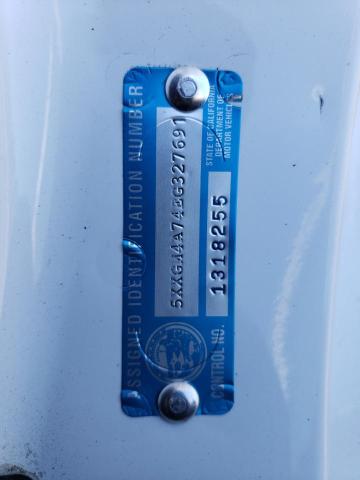 ASSIGNED IDENTIFICATION NUMBER
5XXGM4A74EG327691
STATE OF CALIFORNIA
DEPARTMENT OF
MOTOR VEHICLES
CONTROL NO.
1318255